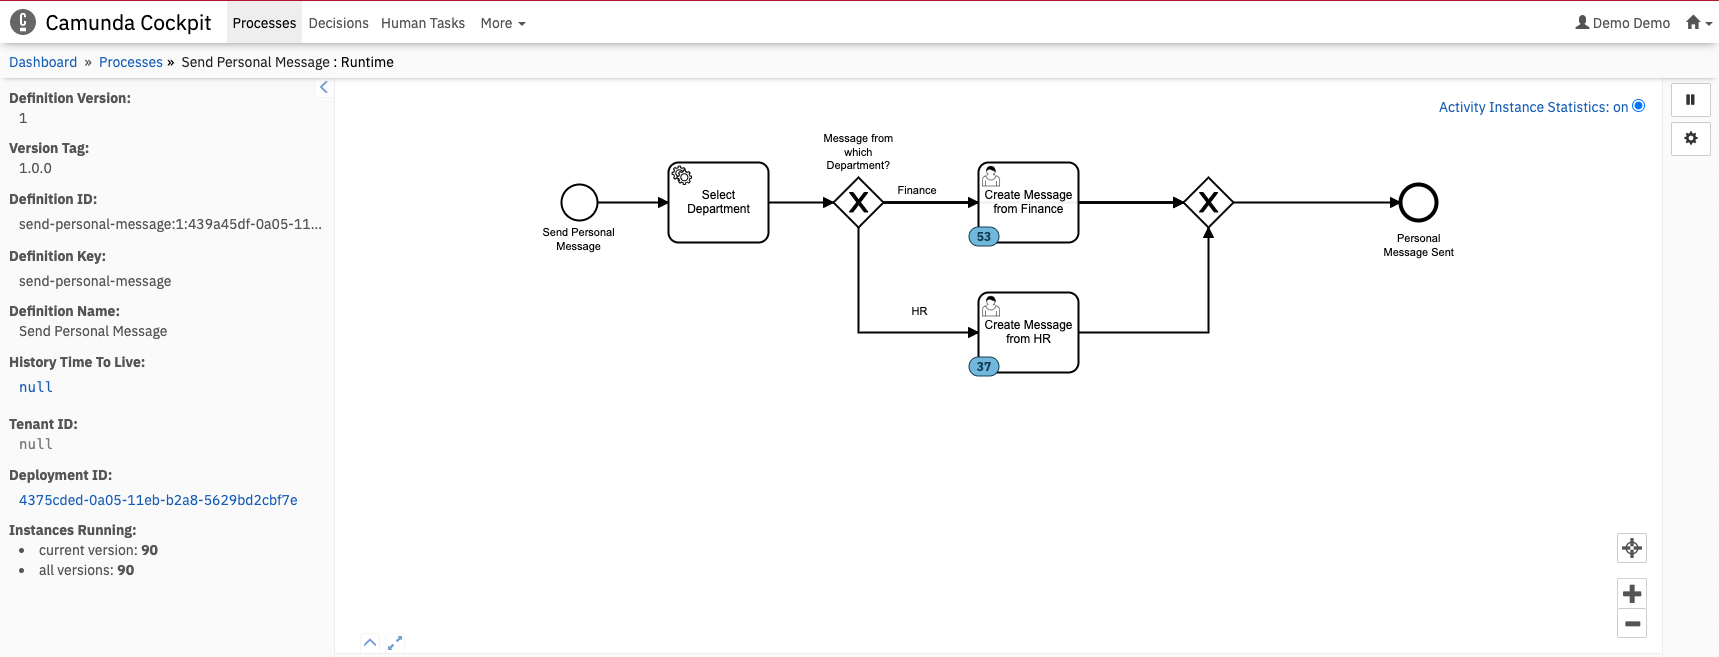 Camunda Cockpit Processes Decisions Human Tasks More Demo Demo
Dashboard » Processes » Send Personal Message : Runtime
Definition Version:
1
Version Tag:
1.0.0
Definition ID:
send-personal-message:1:439a45df-0a05-11...
Definition Key:
send-personal-message
Definition Name:
Send Personal Message
History Time To Live:
null
Tenant ID:
null
Deployment ID:
4375cded-0a05-11eb-b2a8-5629bd2cbf7e
Instances Running:
• current version: 90
• all versions: 90
Activity Instance Statistics: on
Send Personal
Message
Select
Department
Message from
which
Department?
Finance
Create Message
from Finance
53
HR
Create Message
from HR
37
Personal
Message Sent